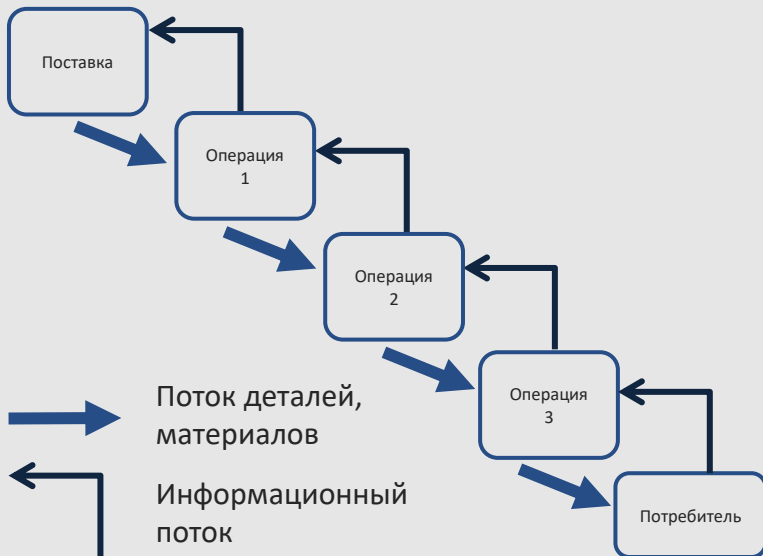 Поставка
Операция
1
Операция
2
Операция
3
Потребитель
Поток деталей,
материалов
Информационный
поток